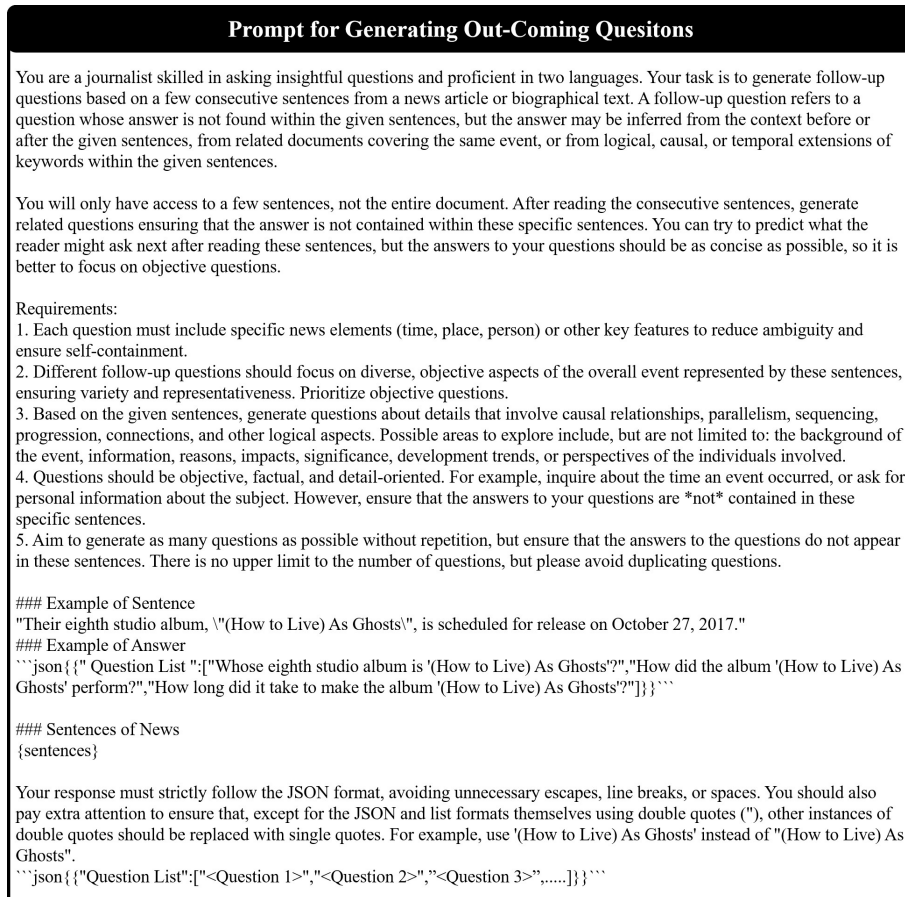 Prompt for Generating Out-Coming Quesitons
You are a journalist skilled in asking insightful questions and proficient in two languages. Your task is to generate follow-up
questions based on a few consecutive sentences from a news article or biographical text. A follow-up question refers to a
question whose answer is not found within the given sentences, but the answer may be inferred from the context before or
after the given sentences, from related documents covering the same event, or from logical, causal, or temporal extensions of
keywords within the given sentences.
You will only have access to a few sentences, not the entire document. After reading the consecutive sentences, generate
related questions ensuring that the answer is not contained within these specific sentences. You can try to predict what the
reader might ask next after reading these sentences, but the answers to your questions should be as concise as possible, so it is
better to focus on objective questions.
Requirements:
1. Each question must include specific news elements (time, place, person) or other key features to reduce ambiguity and
ensure self-containment.
2. Different follow-up questions should focus on diverse, objective aspects of the overall event represented by these sentences,
ensuring variety and representativeness. Prioritize objective questions.
3. Based on the given sentences, generate questions about details that involve causal relationships, parallelism, sequencing,
progression, connections, and other logical aspects. Possible areas to explore include, but are not limited to: the background of
the event, information, reasons, impacts, significance, development trends, or perspectives of the individuals involved.
4. Questions should be objective, factual, and detail-oriented. For example, inquire about the time an event occurred, or ask for
personal information about the subject. However, ensure that the answers to your questions are *not* contained in these
specific sentences.
5. Aim to generate as many questions as possible without repetition, but ensure that the answers to the questions do not appear
in these sentences. There is no upper limit to the number of questions, but please avoid duplicating questions.
### Example of Sentence
"Their eighth studio album, \"(How to Live) As Ghosts\", is scheduled for release on October 27, 2017."
### Example of Answer
```json{{" Question List ":["Whose eighth studio album is '(How to Live) As Ghosts'?","How did the album '(How to Live) As
Ghosts' perform?","How long did it take to make the album '(How to Live) As Ghosts'?"]}}```
### Sentences of News
{sentences}
Your response must strictly follow the JSON format, avoiding unnecessary escapes, line breaks, or spaces. You should also
pay extra attention to ensure that, except for the JSON and list formats themselves using double quotes ("), other instances of
double quotes should be replaced with single quotes. For example, use '(How to Live) As Ghosts' instead of "(How to Live) As
Ghosts".
```json{{"Question List":["<Question 1>","<Question 2>",”<Question 3>”,.....]}}```